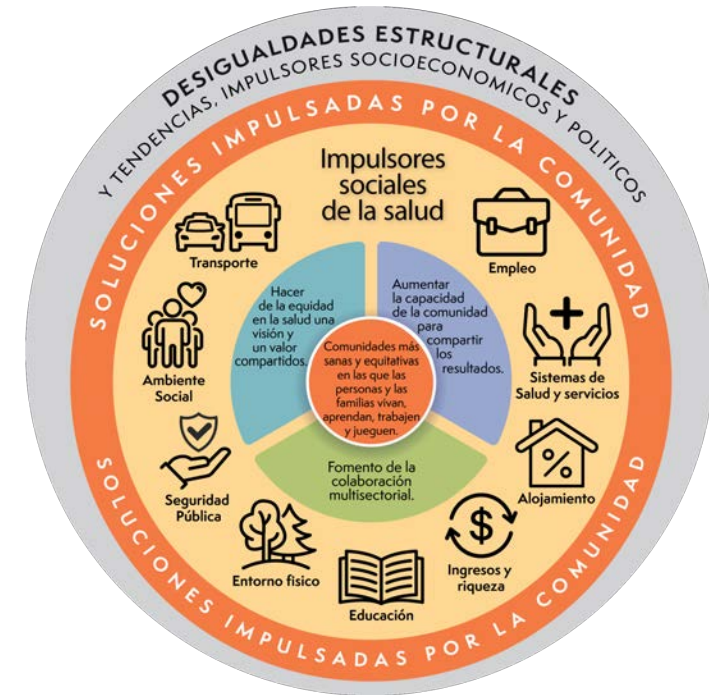 DESIGUALDADES ESTRUCTURALES
Y TENDENCIAS, IMPULSORES SOCIOECONOMICOS Y POLITICOS
SOLUCIONES IMPULSADAS POR LA COMUNIDAD
Impulsores
sociales
de la salud
Transporte
Empleo
Hacer
de la equidad
en la salud una
visión y
un valor
compartidos.
Aumentar
la capacidad
de la comunidad
para
compartir
los
resultados.
Comunidades más
sanas y equitativas
en las que las
personas y las
familias vivan,
aprendan, trabajen
y jueguen.
Ambiente
Social
Sistemas de
Salud y servicios
Fomento de la
colaboración
multisectorial.
Seguridad
Pública
Alojamiento
%
Entorno físico
$
Ingresos y
riqueza
Educación
SOLUCIONES IMPULSADAS POR LA COMUNIDAD